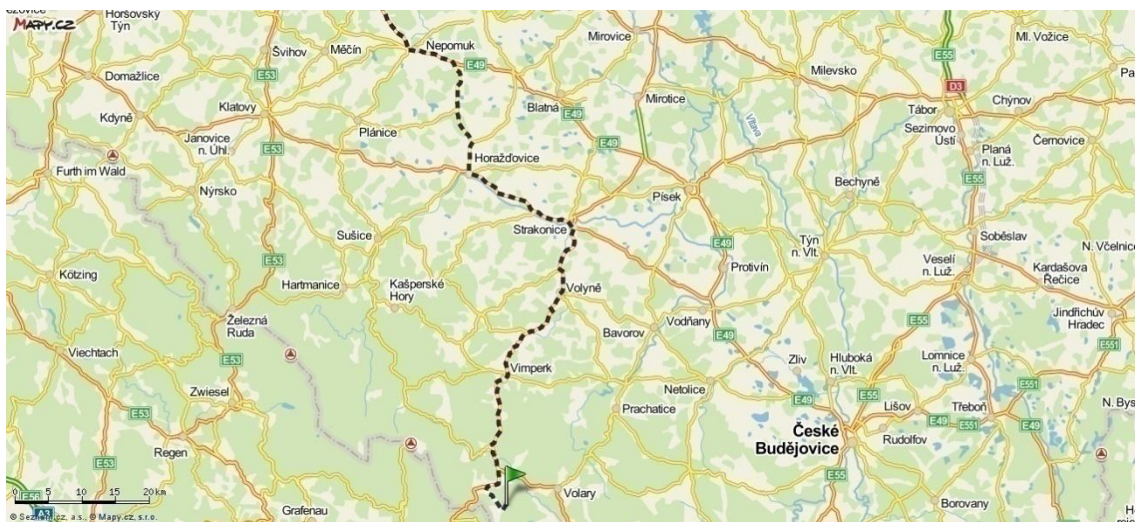 Horšovský
Týn
MAPY.CZ
Domažlice
Kdyně
Švihov
E53
Měčín
Nepomuk
E49
Klatovy
Janovice
n. Úhl.
Plánice
E53
Furth im Wald
Nýrsko
Horažďovice
Blatná
E49
Mirovice
Mirotice
Vltava
Milevsko
E55
Ml. Vožice
D3
Tábor
Chýnov
Sezimovo
Ústí
Planá
n. Luž.
Černovice
E55
E49
Písek
Bechyně
Sušice
Strakonice
Kötzing
Hartmanice
Kašperské
Hory
Volyně
E49
Protivín
Týn
n. Vlt.
Soběslav
Veselí
n. Luž.
N. Včelnice
Kardašova
Řečice
Železná
Ruda
E53
Viechtach
Zwiesel
E53
Regen
E53
Vimperk
Bavorov
Vodňany
E49
Netolice
Prachatice
Zliv
Hluboká
n. Vlt.
E55
Lomnice
n. Luž.
E55
Jindřichův
Hradec
E551
E551
N. Bys
E49
Lišov
E49
Třeboň
E551
E49
České
Budějovice
Rudolfov
E55
Borovany
Volary
Grafenau
0 5 10 15 20 km
A3
© Seznam.cz, a.s., © Mapy.cz, s.r.o.